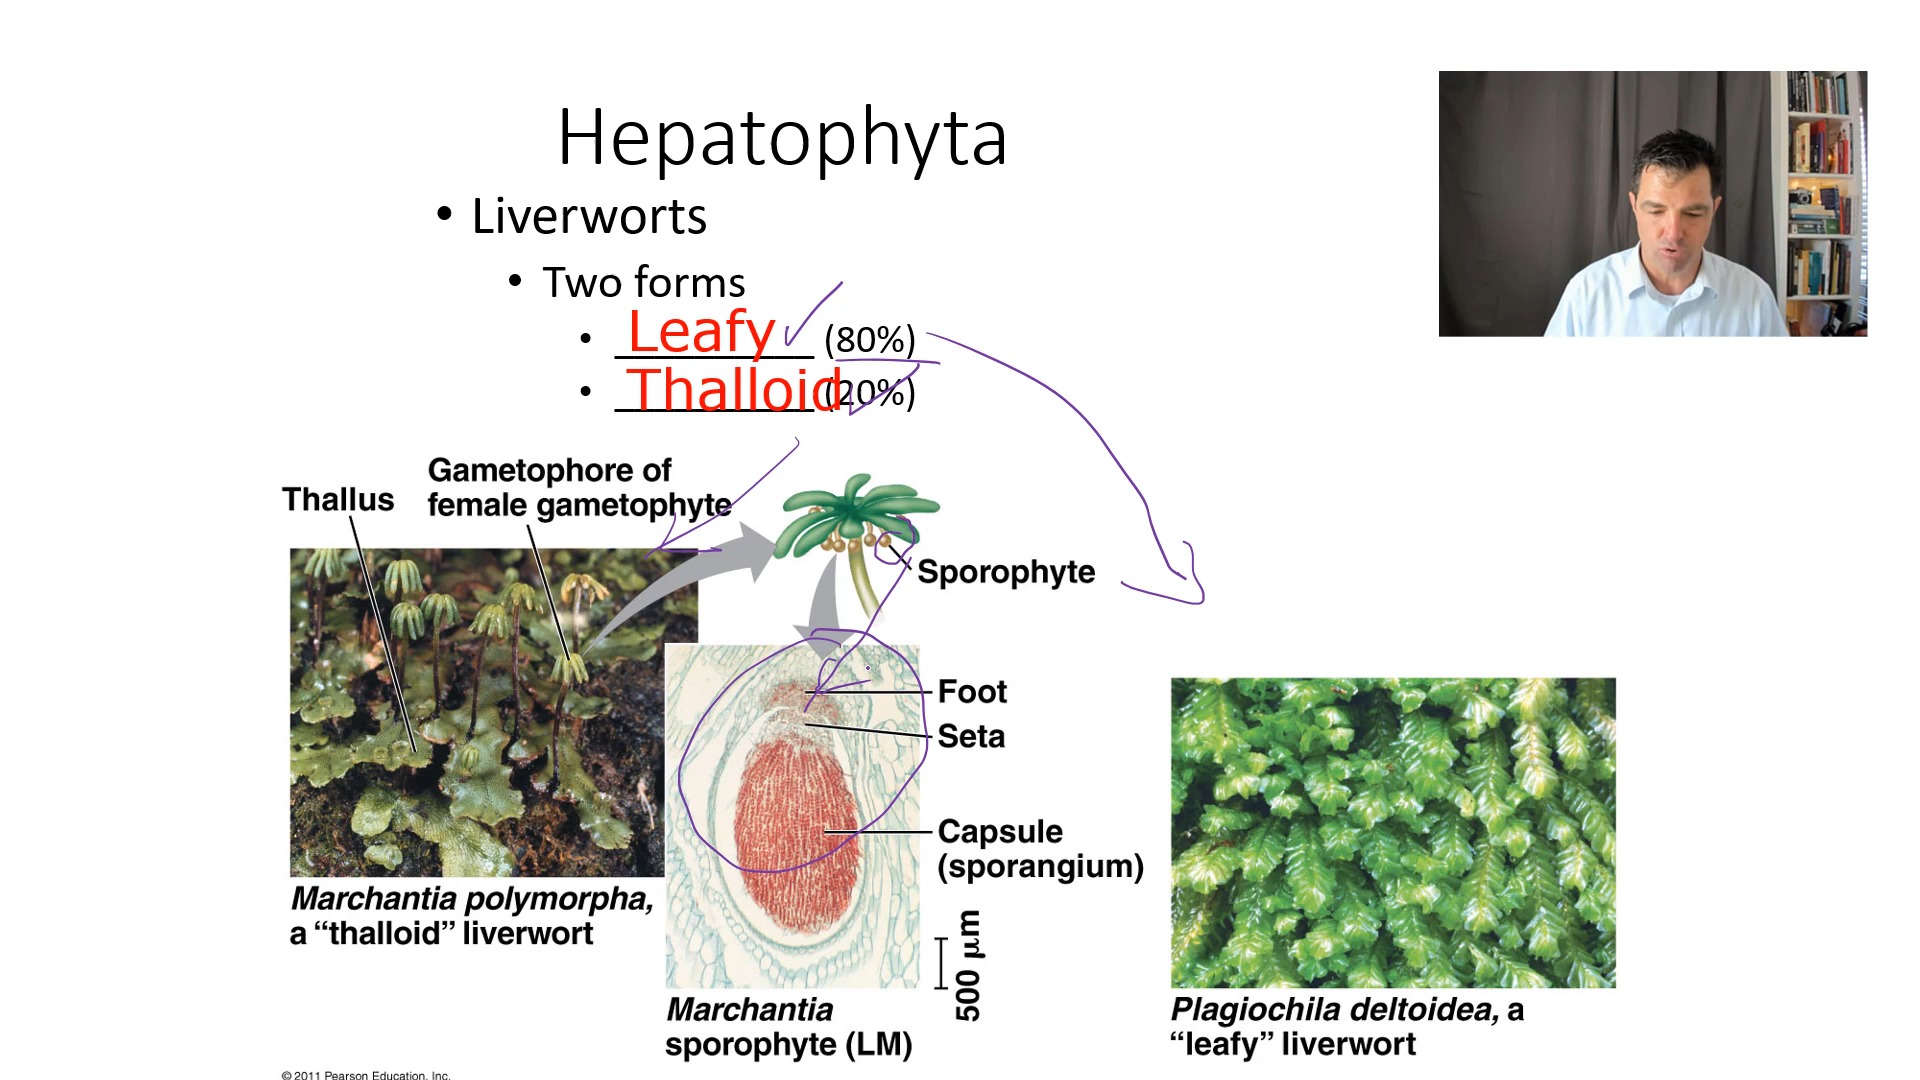 Hepatophyta
• Liverworts
• Two forms
• Leafy (80%)
• Thalloid (20%)
Thallus
Gametophore of
female gametophyte
Sporophyte
Foot
Seta
Capsule
(sporangium)
500 µm
Marchantia polymorpha,
a “thalloid” liverwort
Marchantia
sporophyte (LM)
Plagiochila deltoidea, a
“leafy” liverwort
© 2011 Pearson Education, Inc.